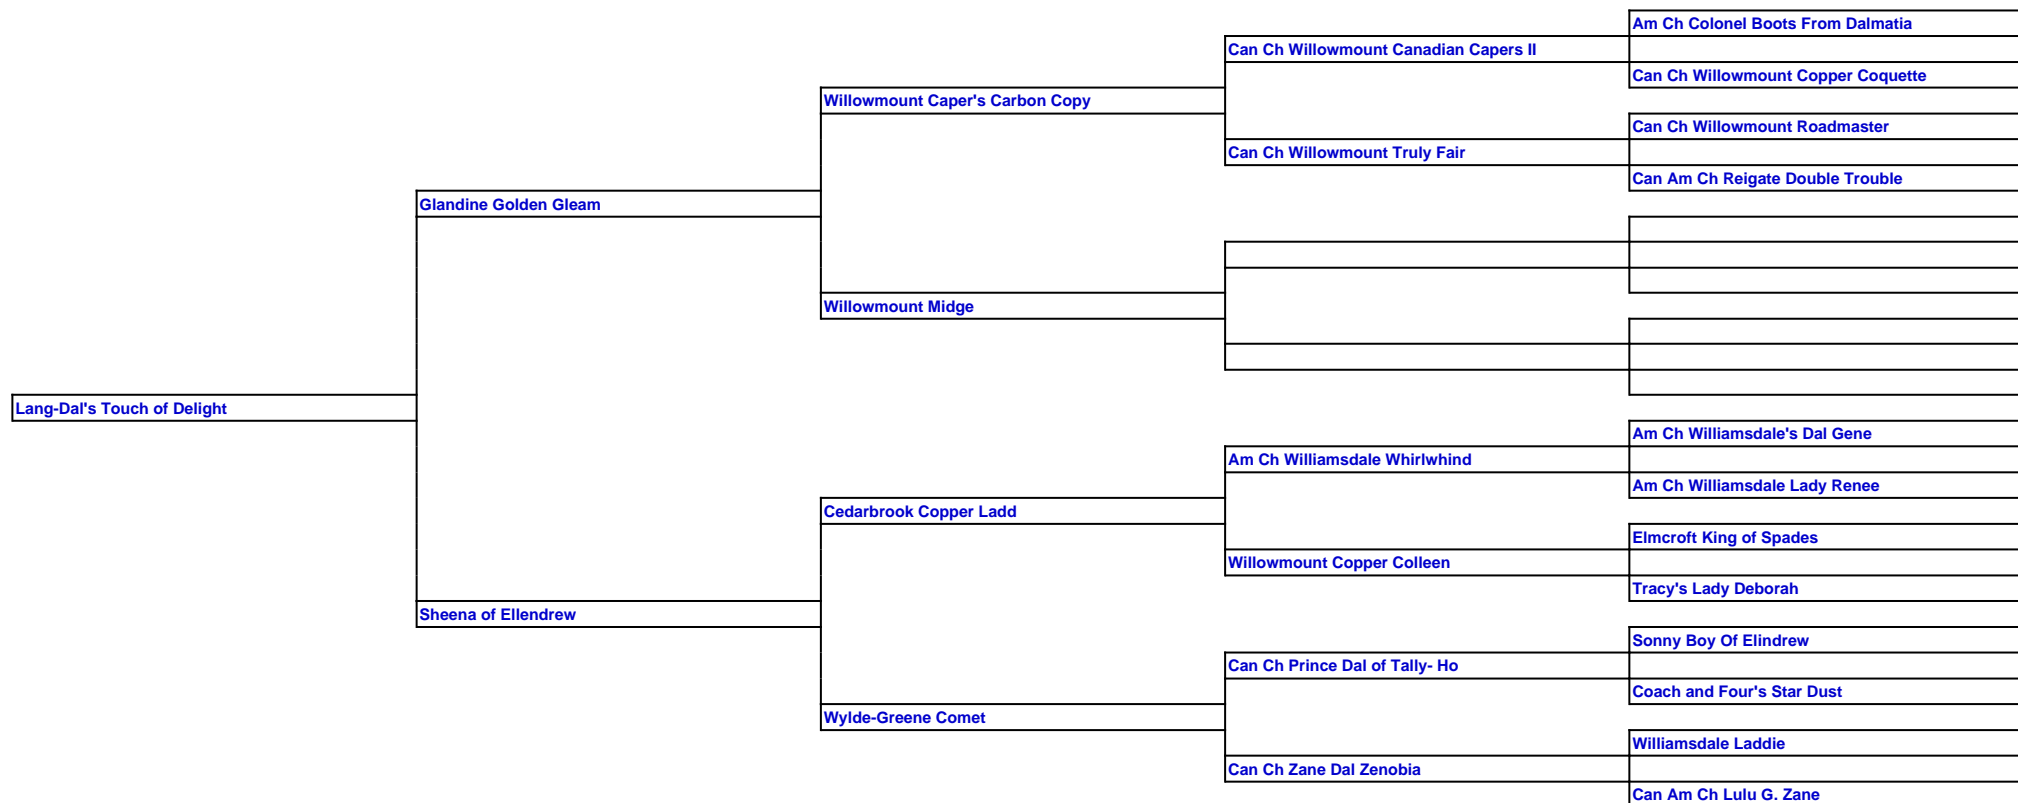 Am Ch Colonel Boots From Dalmatia
Can Ch Willowmount Canadian Capers II
Can Ch Willowmount Copper Coquette
Willowmount Caper's Carbon Copy
Can Ch Willowmount Roadmaster
Can Ch Willowmount Truly Fair
Can Am Ch Reigate Double Trouble
Glandine Golden Gleam
Willowmount Midge
Lang-Dal's Touch of Delight
Am Ch Williamsdale's Dal Gene
Am Ch Williamsdale Whirlwhind
Am Ch Williamsdale Lady Renee
Cedarbrook Copper Ladd
Elmcroft King of Spades
Willowmount Copper Colleen
Tracy's Lady Deborah
Sheena of Ellendrew
Sonny Boy Of Elindrew
Can Ch Prince Dal of Tally- Ho
Coach and Four's Star Dust
Wylde-Greene Comet
Williamsdale Laddie
Can Ch Zane Dal Zenobia
Can Am Ch Lulu G. Zane